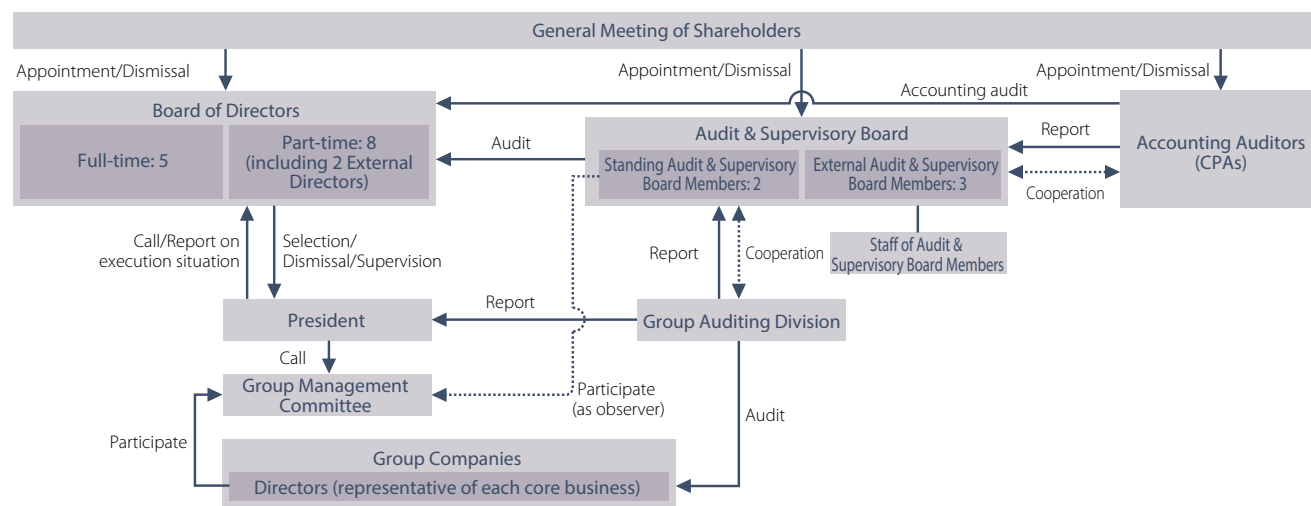 General Meeting of Shareholders
Appointment/Dismissal
Appointment/Dismissal
Appointment/Dismissal
Board of Directors
Full-time: 5
Part-time: 8
(including 2 External
Directors)
Accounting audit
Audit
Audit & Supervisory Board
Standing Audit & Supervisory
Board Members: 2
External Audit & Supervisory
Board Members: 3
Report
Cooperation
Accounting Auditors
(CPAs)
Call/Report on
execution situation
Selection/
Dismissal/Supervision
Report
Cooperation
Staff of Audit &
Supervisory Board Members
President
Report
Group Auditing Division
Call
Group Management
Committee
Participate
(as observer)
Audit
Participate
Group Companies
Directors (representative of each core business)